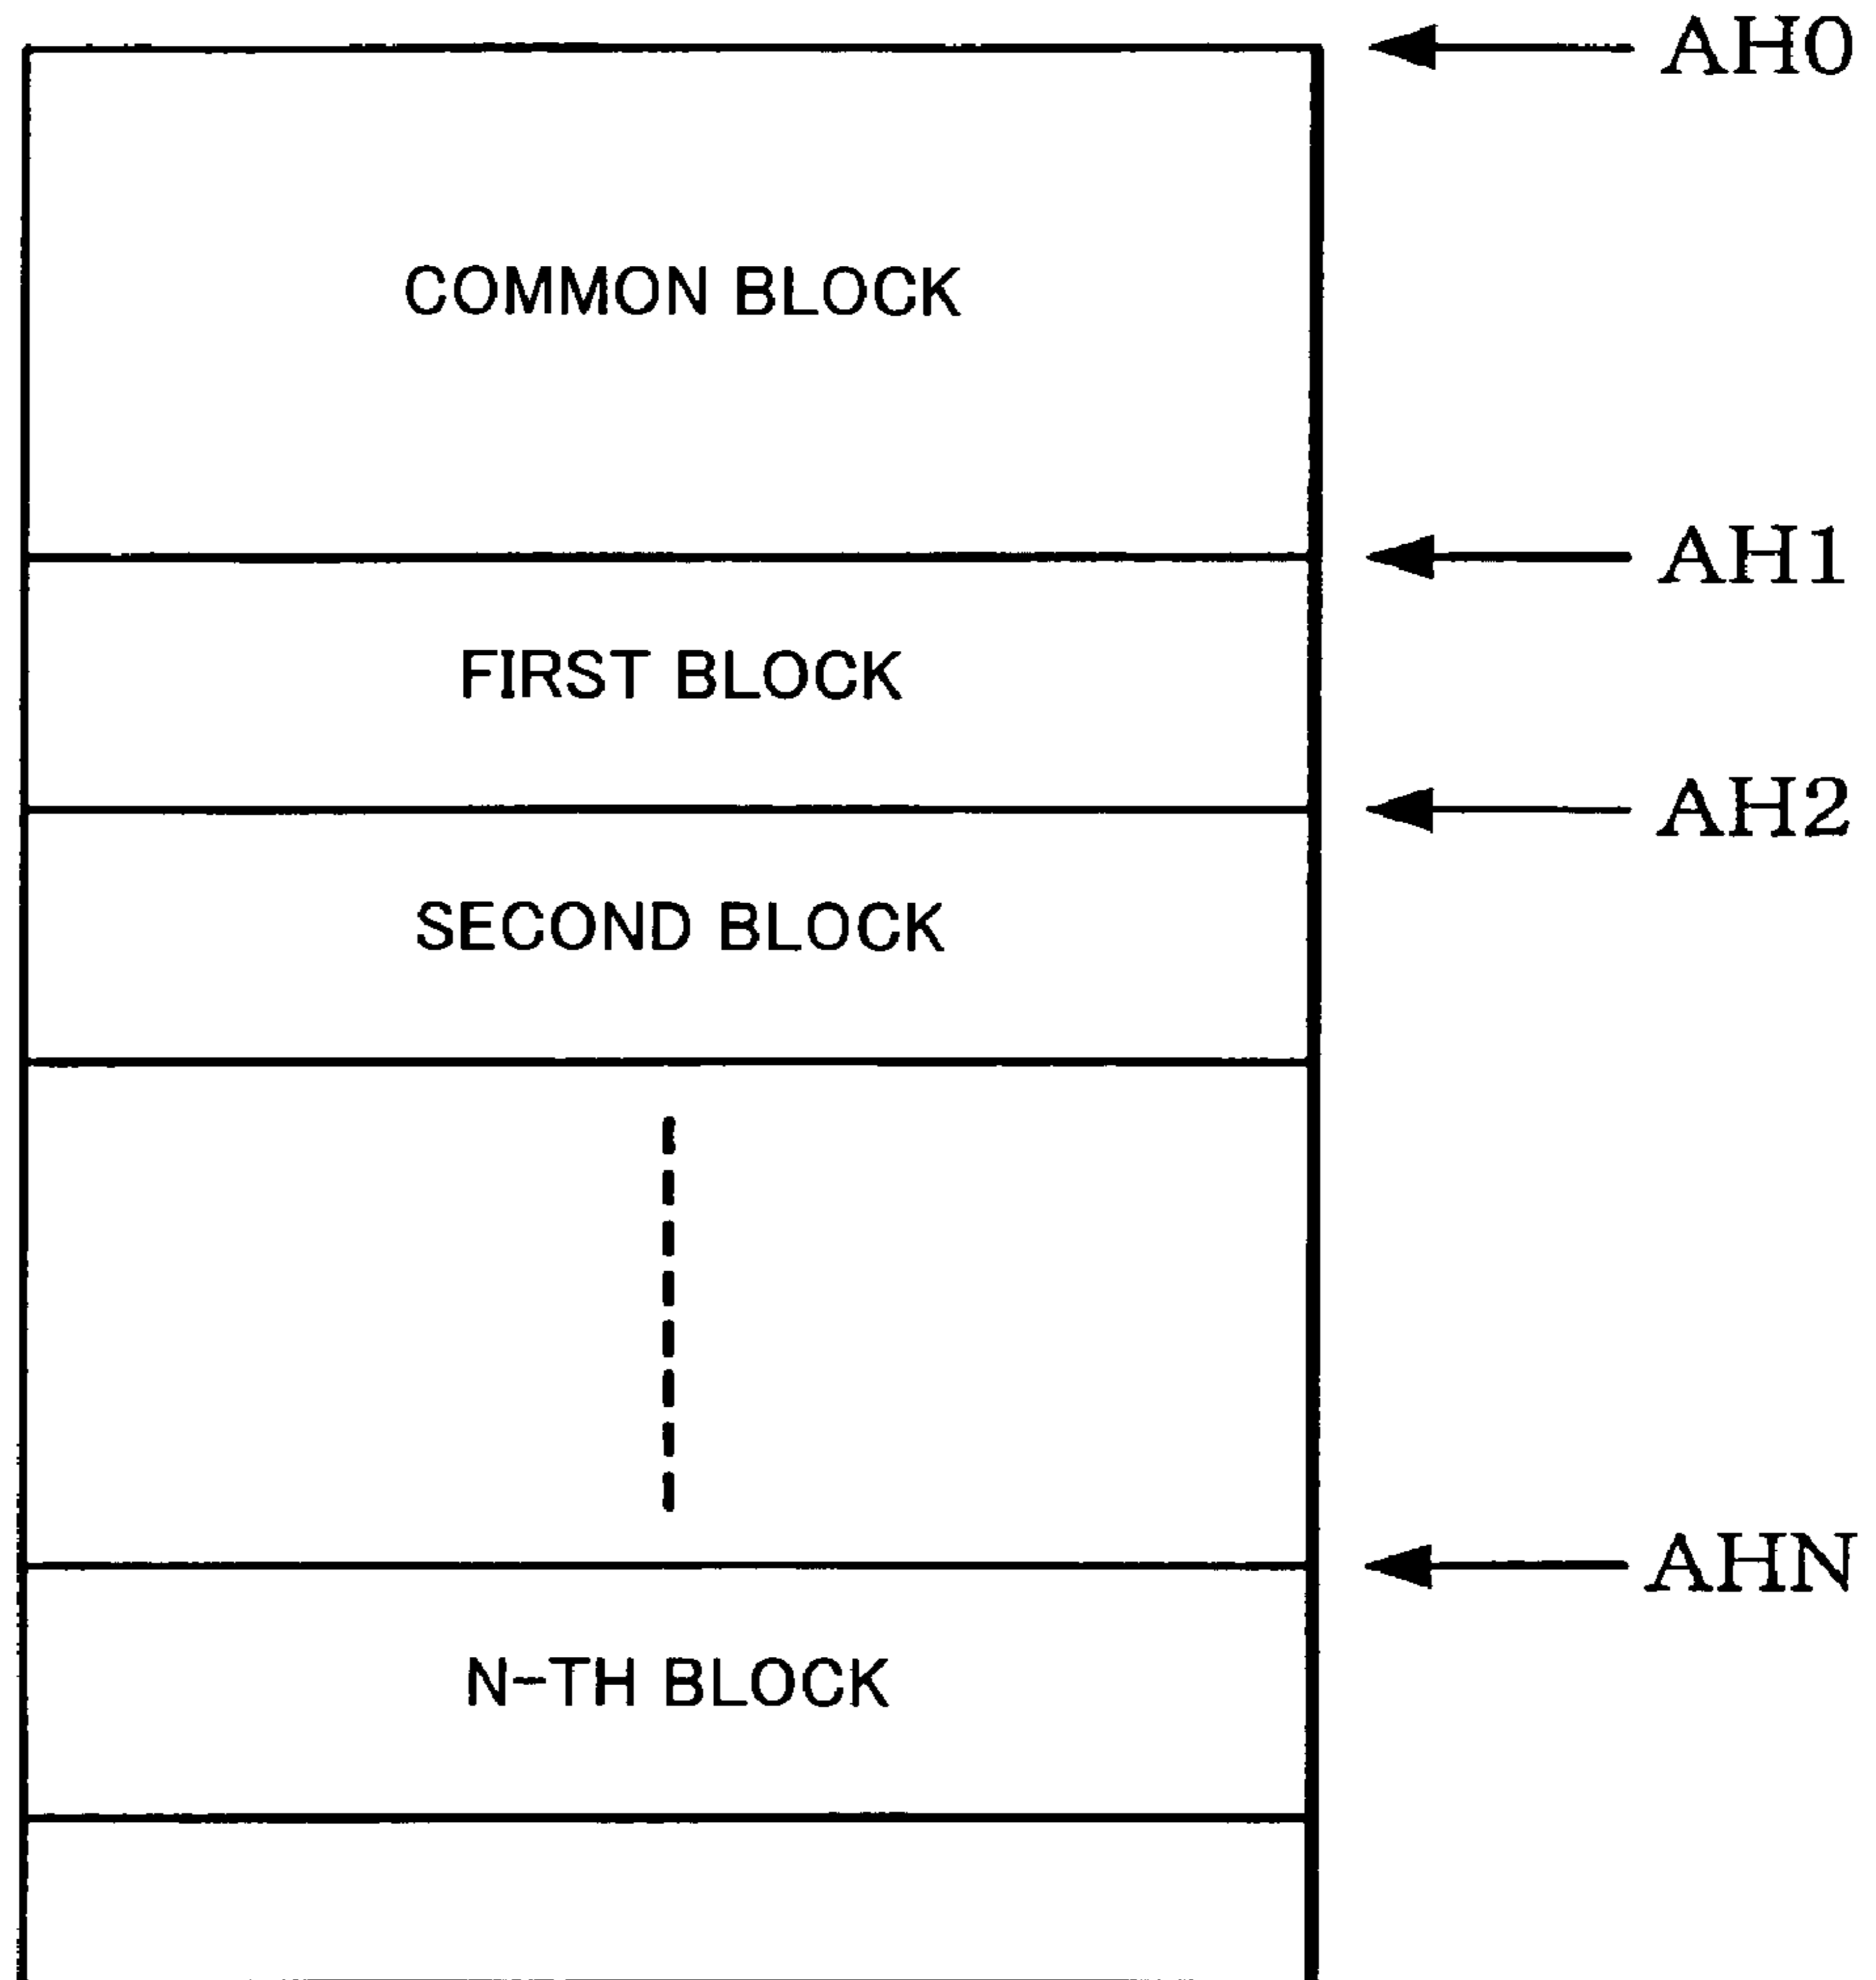 AH0
COMMON BLOCK
AH1
FIRST BLOCK
AH2
SECOND BLOCK
AHN
N-TH BLOCK